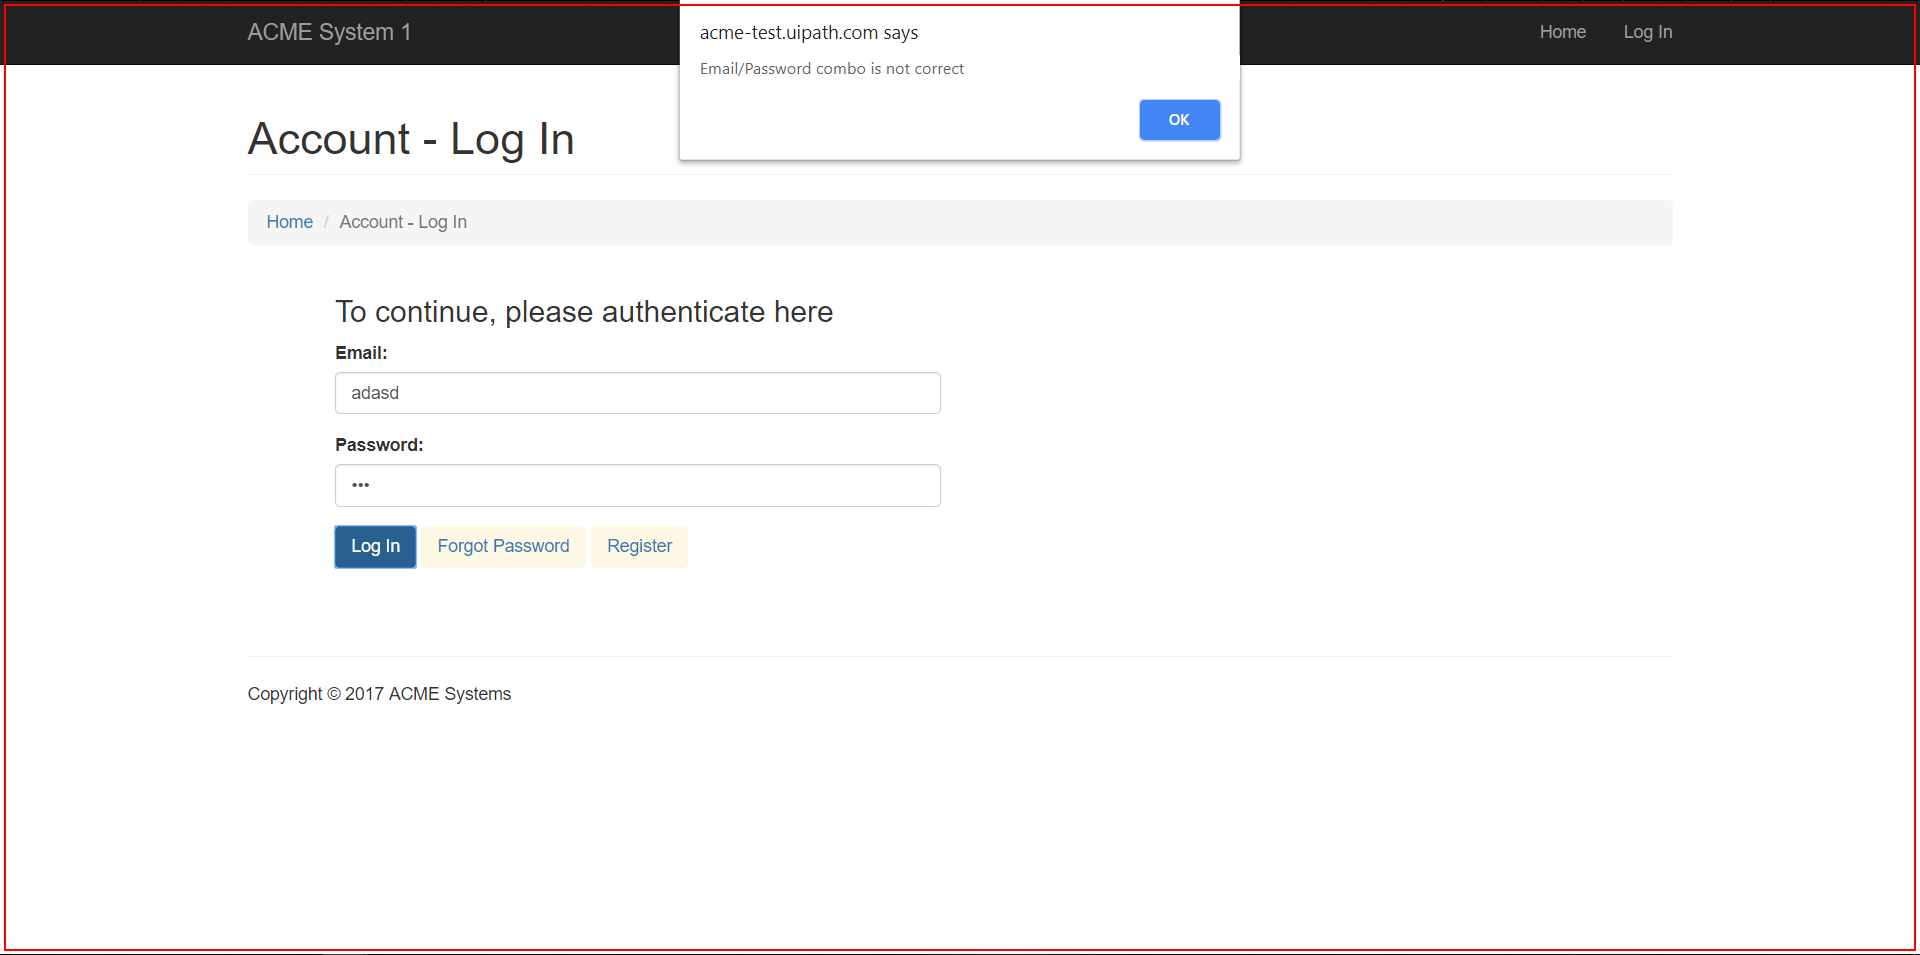 ACME System 1
Home
Log In
acme-test.uipath.com says
Email/Password combo is not correct
OK
Account - Log In
Home / Account - Log In
To continue, please authenticate here
Email:
adasd
Password:
•••
Log In
Forgot Password
Register
Copyright © 2017 ACME Systems